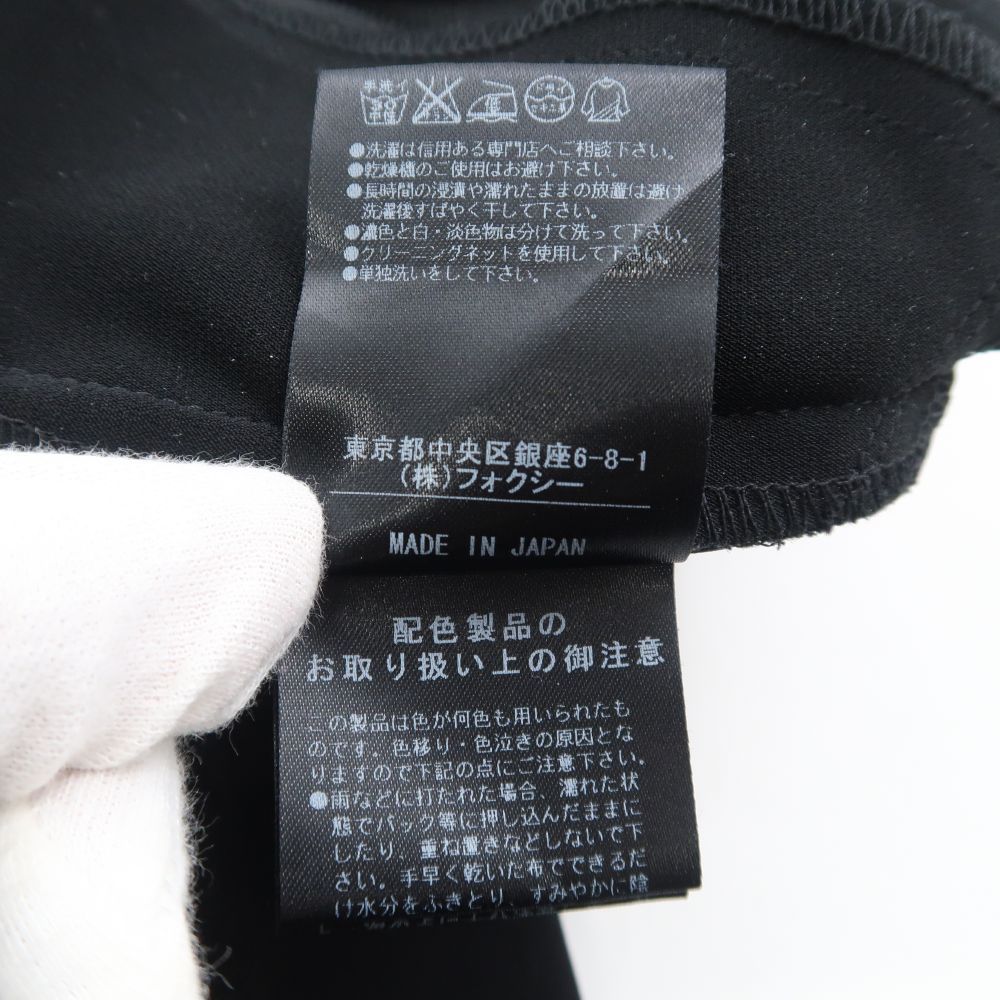 手洗
●洗濯は信用ある専門店へご相談下さい。
●乾燥機のご使用はお避け下さい。
●長時間の浸漬や濡れたままの放置は避け
洗濯後すばやく干して下さい。
●濃色と白・淡色物は分けて洗って下さい。
●クリーニングネットを使用して下さい。
●単独洗いをして下さい。
東京都中央区銀座6-8-1
(株)フォクシー
MADE IN JAPAN
配色製品の
お取り扱い上の御注意
この製品は色が何色も用いられたも
のです。色移り・色泣きの原因とな
りますので下記の点にご注意下さい。
●雨などに打たれた場合、濡れた状
態でバック等に押し込んだままに
したり、重ね置きなどしないで下
さい。手早く乾いた布でできるだ
け水分をふきとり、すみやかに陰